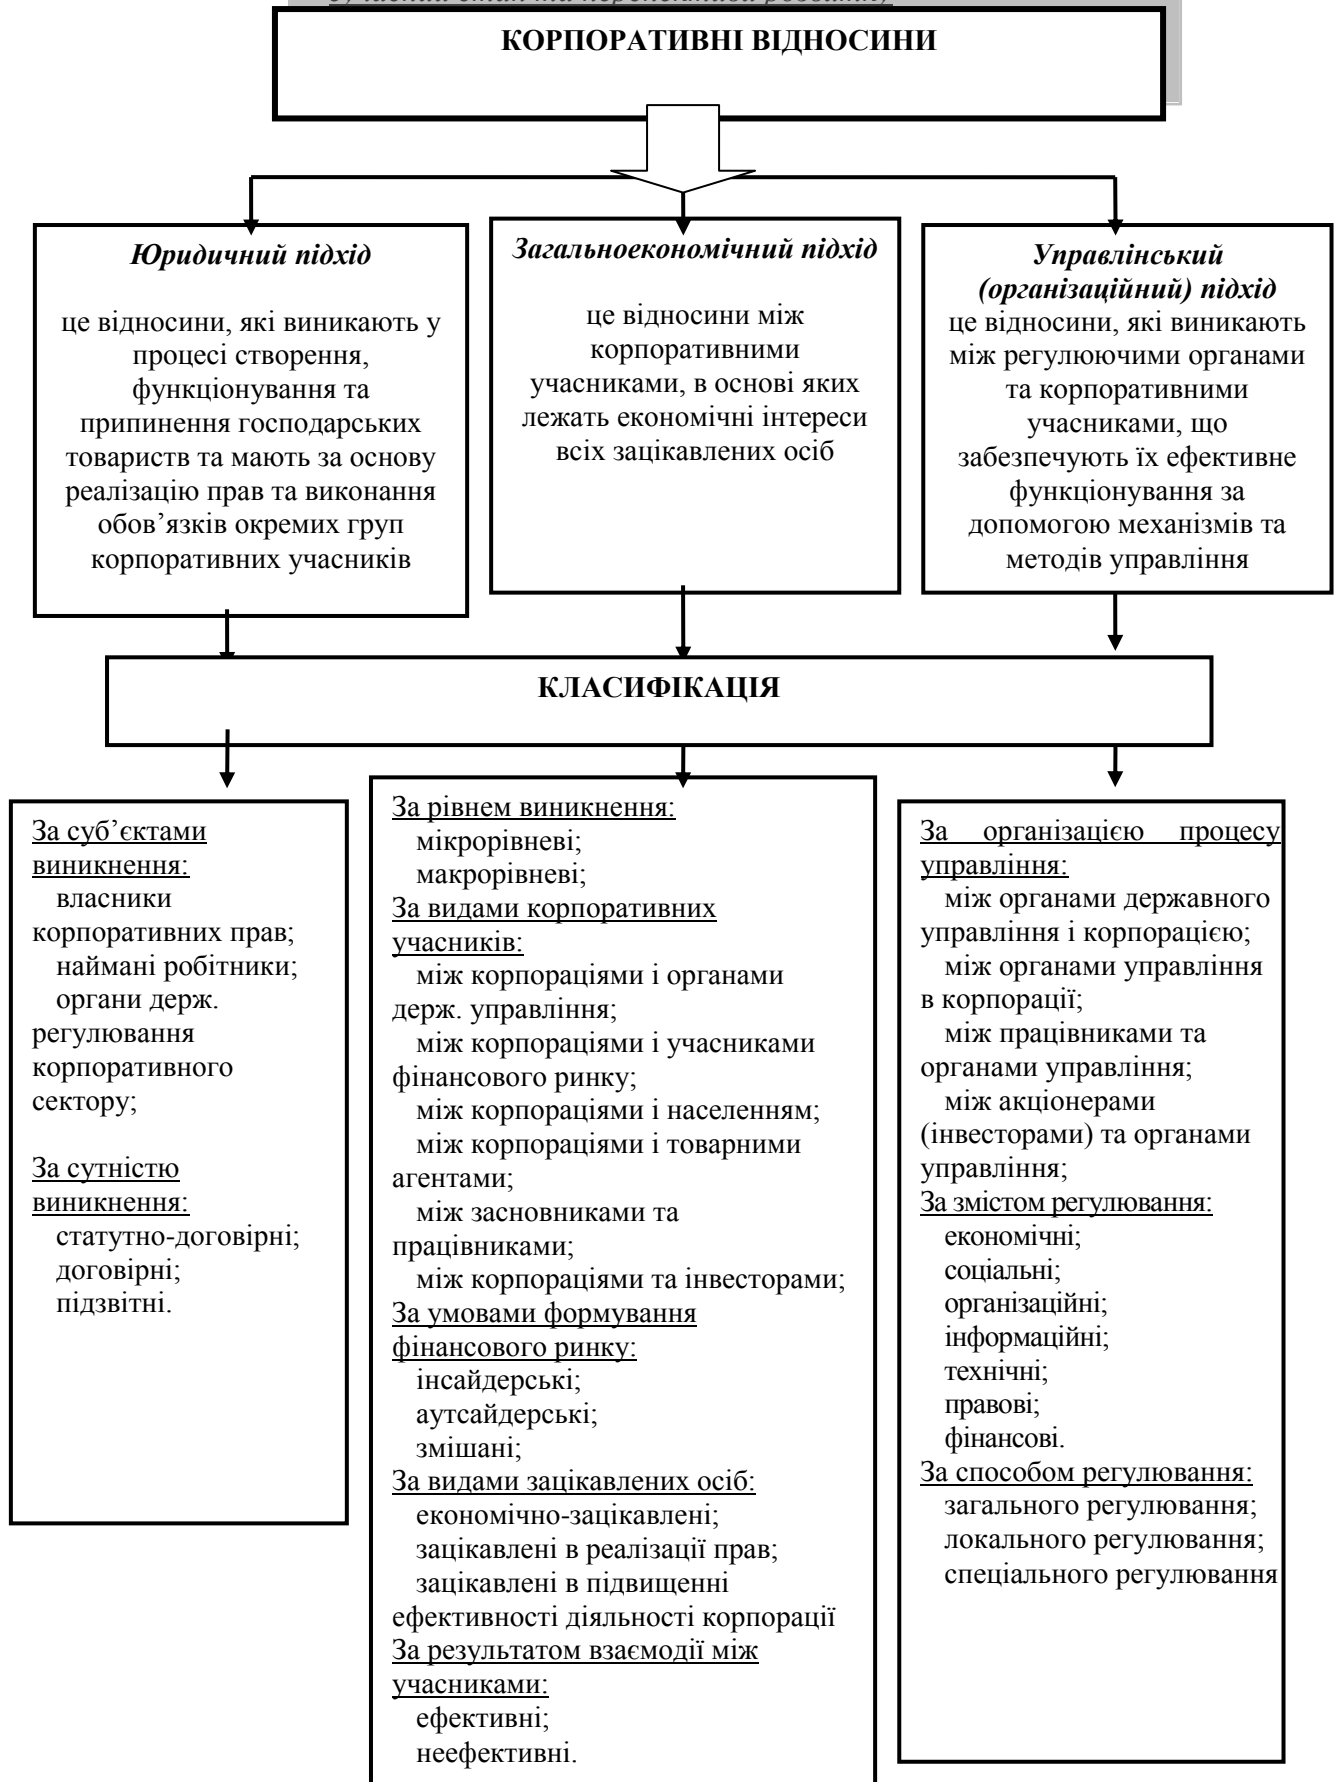 КОРПОРАТИВНІ ВІДНОСИНИ
Юридичний підхід
це відносини, які виникають у
процесі створення,
функціонування та
припинення господарських
товариств та мають за основу
реалізацію прав та виконання
обов’язків окремих груп
корпоративних учасників
Загальноекономічний підхід
це відносини між
корпоративними
учасниками, в основі яких
лежать економічні інтереси
всіх зацікавлених осіб
Управлінський
(організаційний) підхід
це відносини, які виникають
між регулюючими органами
та корпоративними
учасниками, що
забезпечують їх ефективне
функціонування за
допомогою механізмів та
методів управління
КЛАСИФІКАЦІЯ
За суб’єктами
виникнення:
власники
корпоративних прав;
наймані робітники;
органи держ.
регулювання
корпоративного
сектору;
За сутністю
виникнення:
статутно-договірні;
договірні;
підзвітні.
За рівнем виникнення:
мікрорівневі;
макрорівневі;
За видами корпоративних
учасників:
між корпораціями і органами
держ. управління;
між корпораціями і учасниками
фінансового ринку;
між корпораціями і населенням;
між корпораціями і товарними
агентами;
між засновниками та
працівниками;
між корпораціями та інвесторами;
За умовами формування
фінансового ринку:
інсайдерські;
аутсайдерські;
змішані;
За видами зацікавлених осіб:
економічно-зацікавлені;
зацікавлені в реалізації прав;
зацікавлені в підвищенні
ефективності діяльності корпорації
За результатом взаємодії між
учасниками:
ефективні;
неефективні.
За організацією процесу
управління:
між органами державного
управління і корпорацією;
між органами управління
в корпорації;
між працівниками та
органами управління;
між акціонерами
(інвесторами) та органами
управління;
За змістом регулювання:
економічні;
соціальні;
організаційні;
інформаційні;
технічні;
правові;
фінансові.
За способом регулювання:
загального регулювання;
локального регулювання;
спеціального регулювання